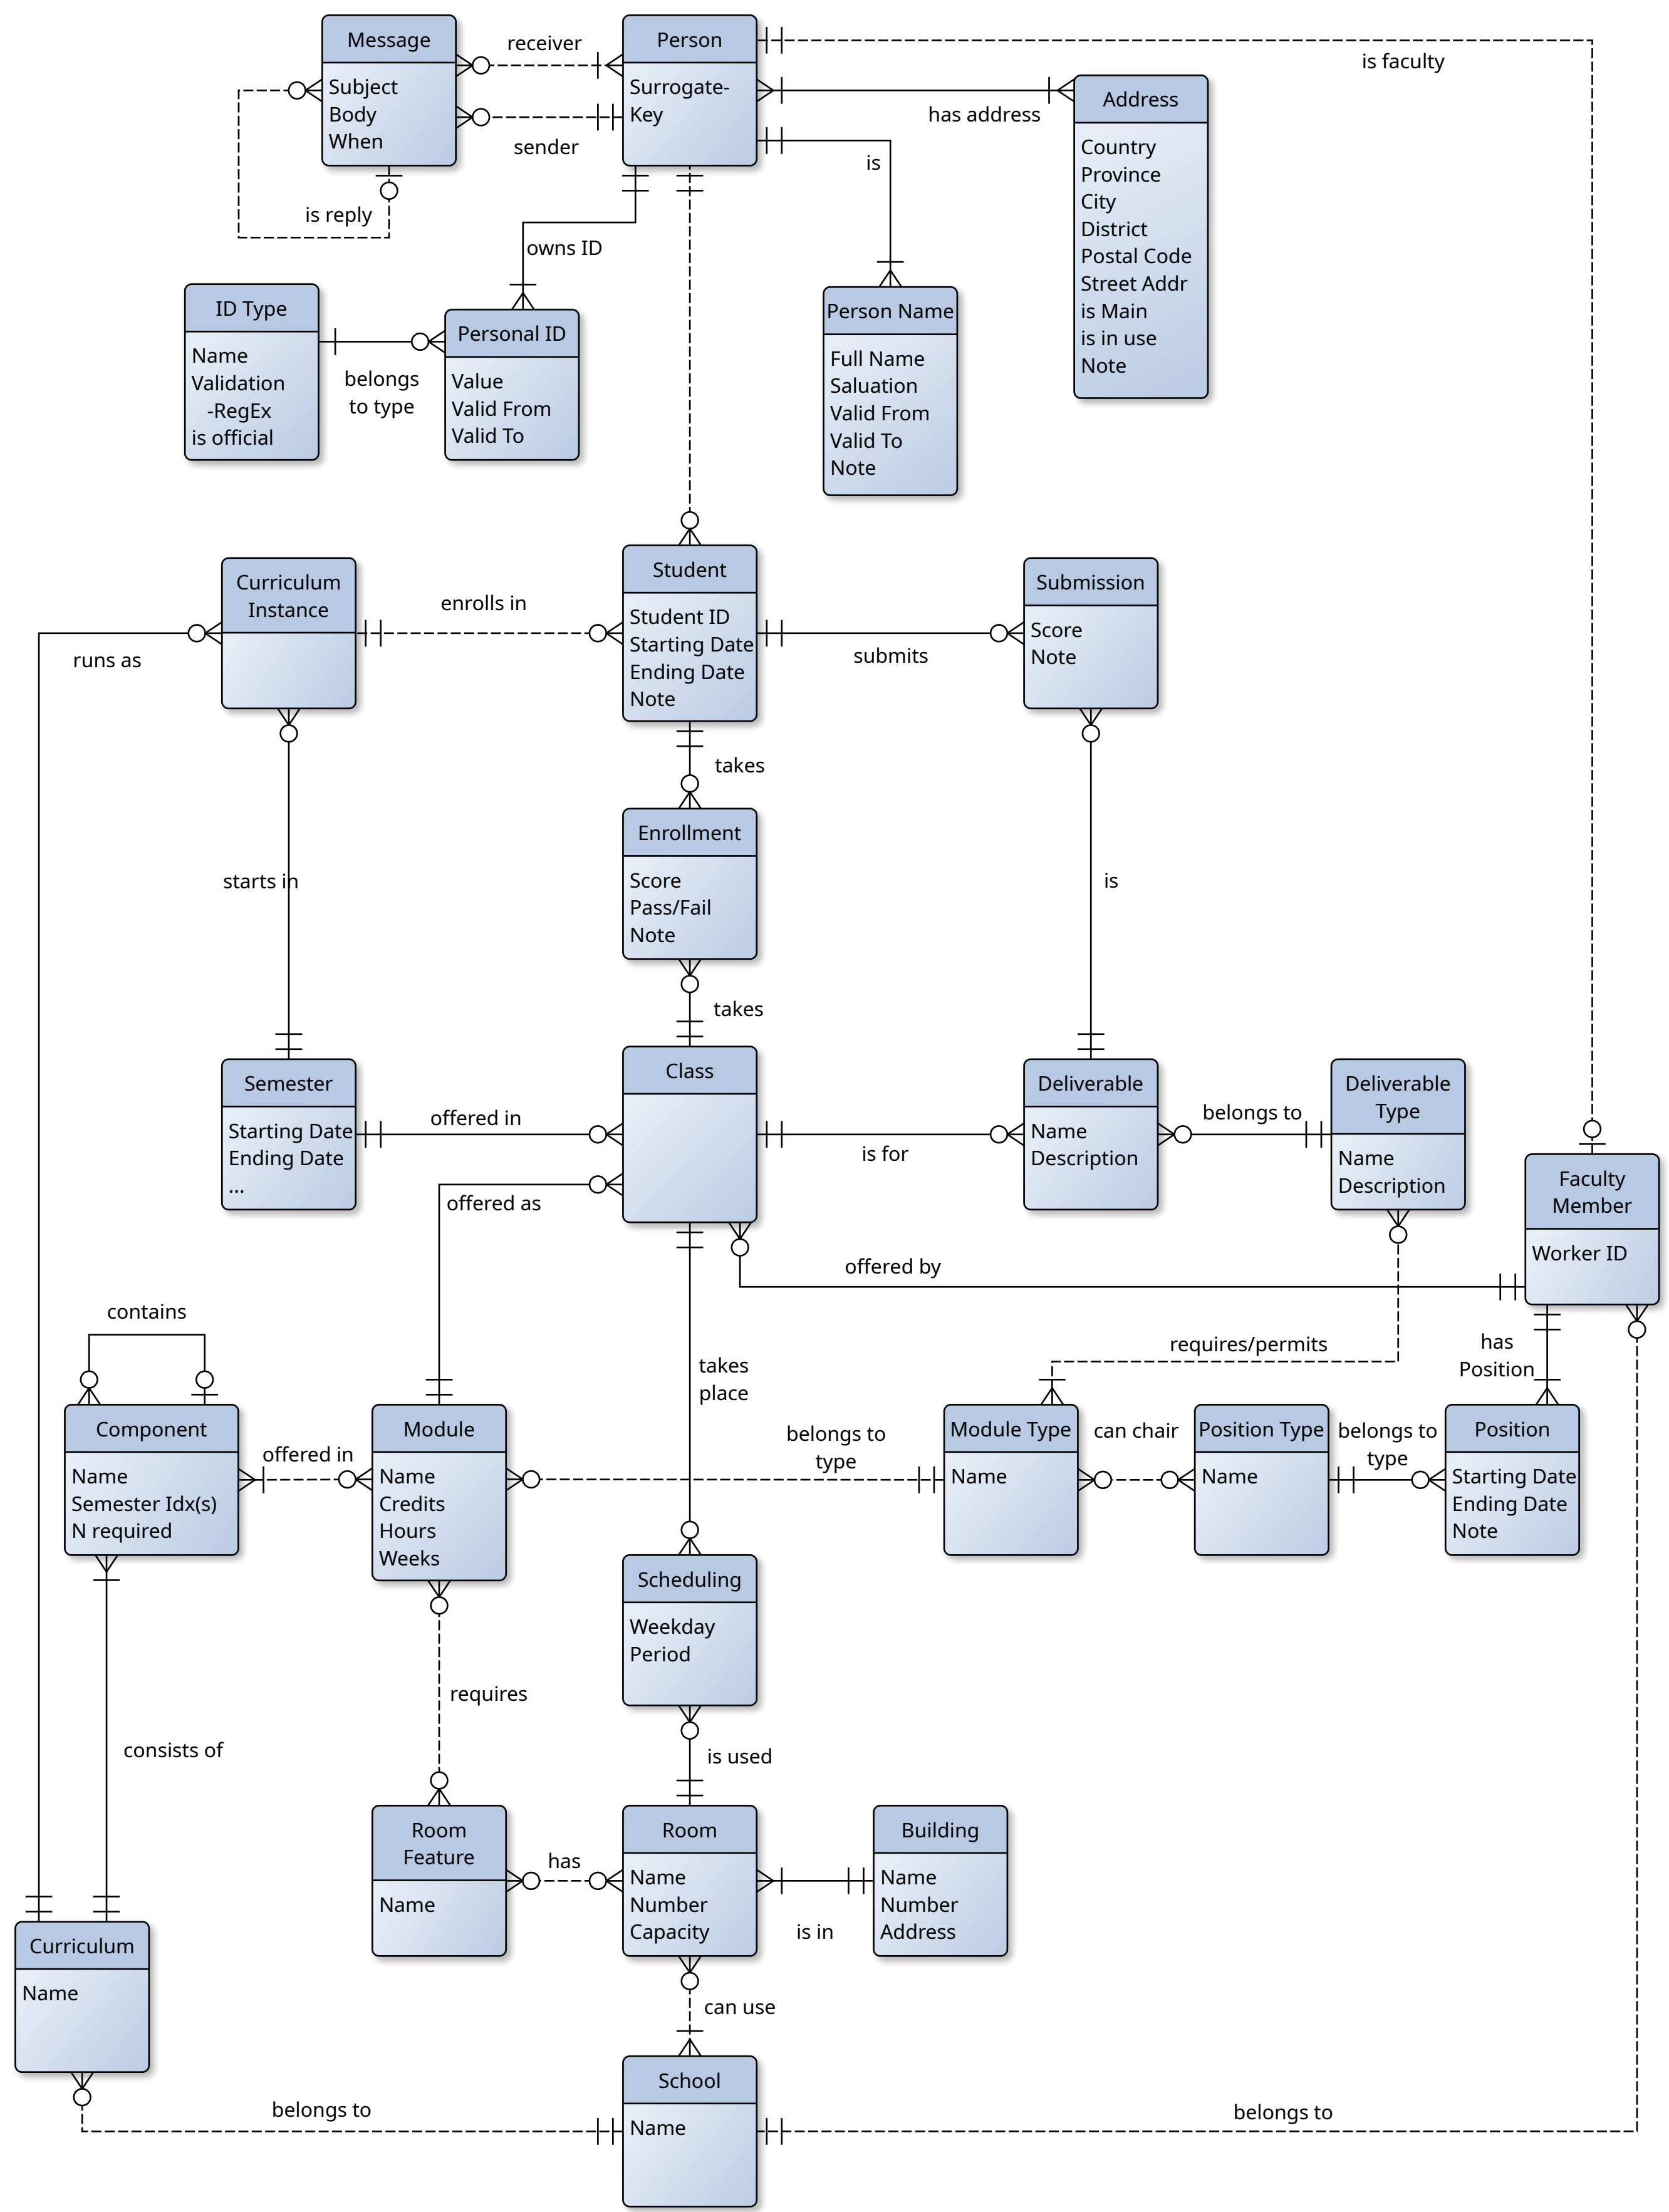 Message
Subject
Body
When
receiver
sender
is reply
Person
Surrogate-
Key
is faculty
has address
is
Address
Country
Province
City
District
Postal Code
Street Addr
is Main
is in use
Note
owns ID
ID Type
Name
Validation
-RegEx
is official
belongs
to type
Personal ID
Value
Valid From
Valid To
Person Name
Full Name
Saluation
Valid From
Valid To
Note
Curriculum
Instance
runs as
enrolls in
Student
Student ID
Starting Date
Ending Date
Note
submits
Submission
Score
Note
takes
Enrollment
Score
Pass/Fail
Note
starts in
is
takes
Semester
Starting Date
Ending Date
...
offered in
offered as
Class
is for
Deliverable
Name
Description
belongs to
Deliverable
Type
Name
Description
Faculty
Member
Worker ID
offered by
contains
takes
place
requires/permits
has
Position
Component
Name
Semester Idx(s)
N required
offered in
Module
Name
Credits
Hours
Weeks
belongs to
type
Module Type
Name
can chair
Position Type
Name
belongs to
type
Position
Starting Date
Ending Date
Note
Scheduling
Weekday
Period
requires
consists of
is used
Room
Feature
Name
has
Room
Name
Number
Capacity
is in
Building
Name
Number
Address
Curriculum
Name
can use
School
Name
belongs to
belongs to